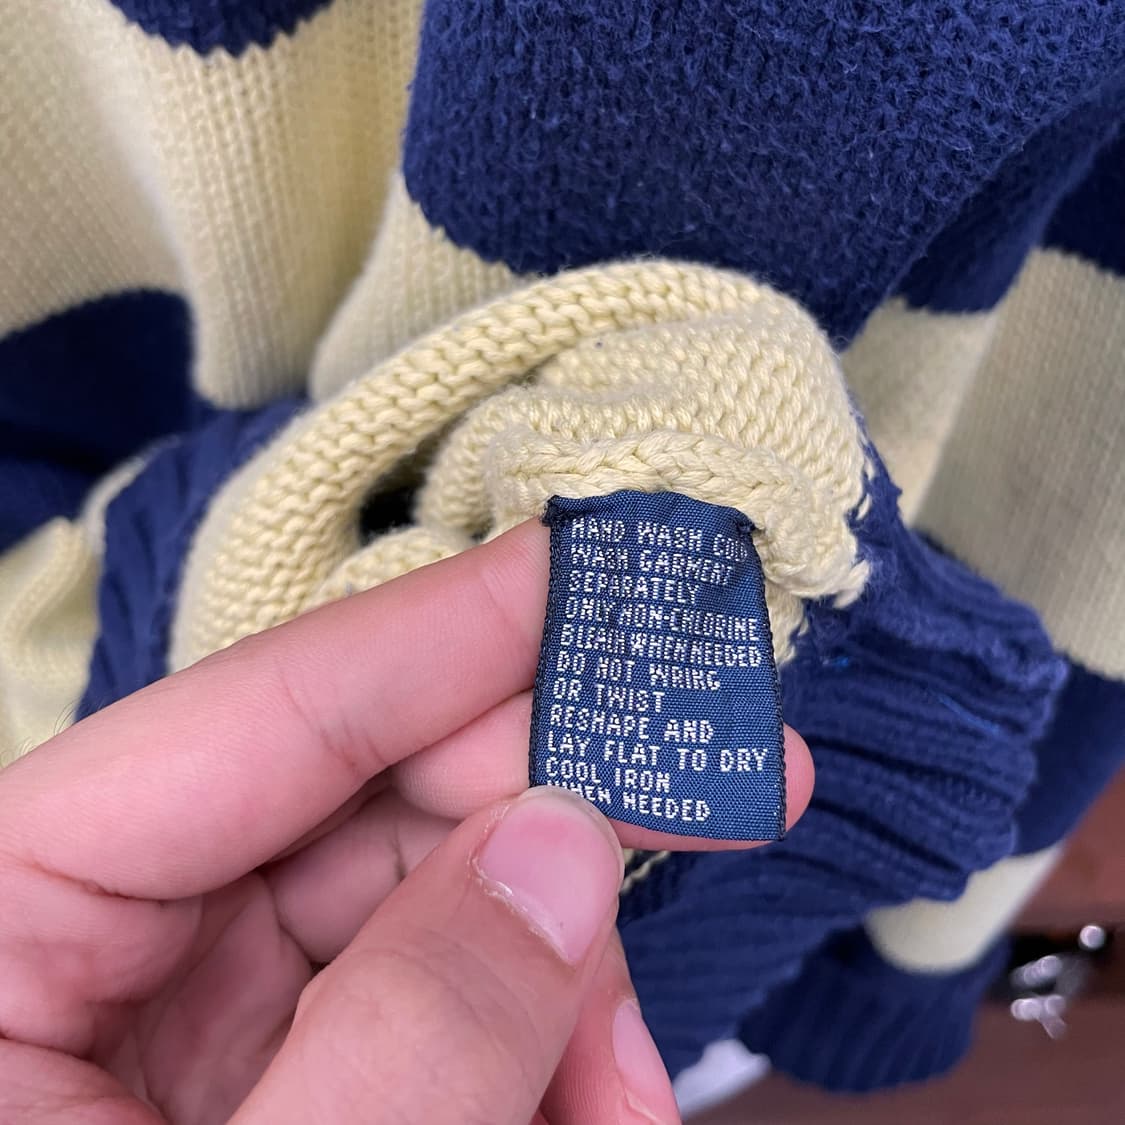 HAND WASH COLD
WASH GARMENT
SEPARATELY
ONLY NON-CHLORINE
BLEACH WHEN NEEDED
DO NOT WRING
OR TWIST
RESHAPE AND
LAY FLAT TO DRY
COOL IRON
WHEN NEEDED